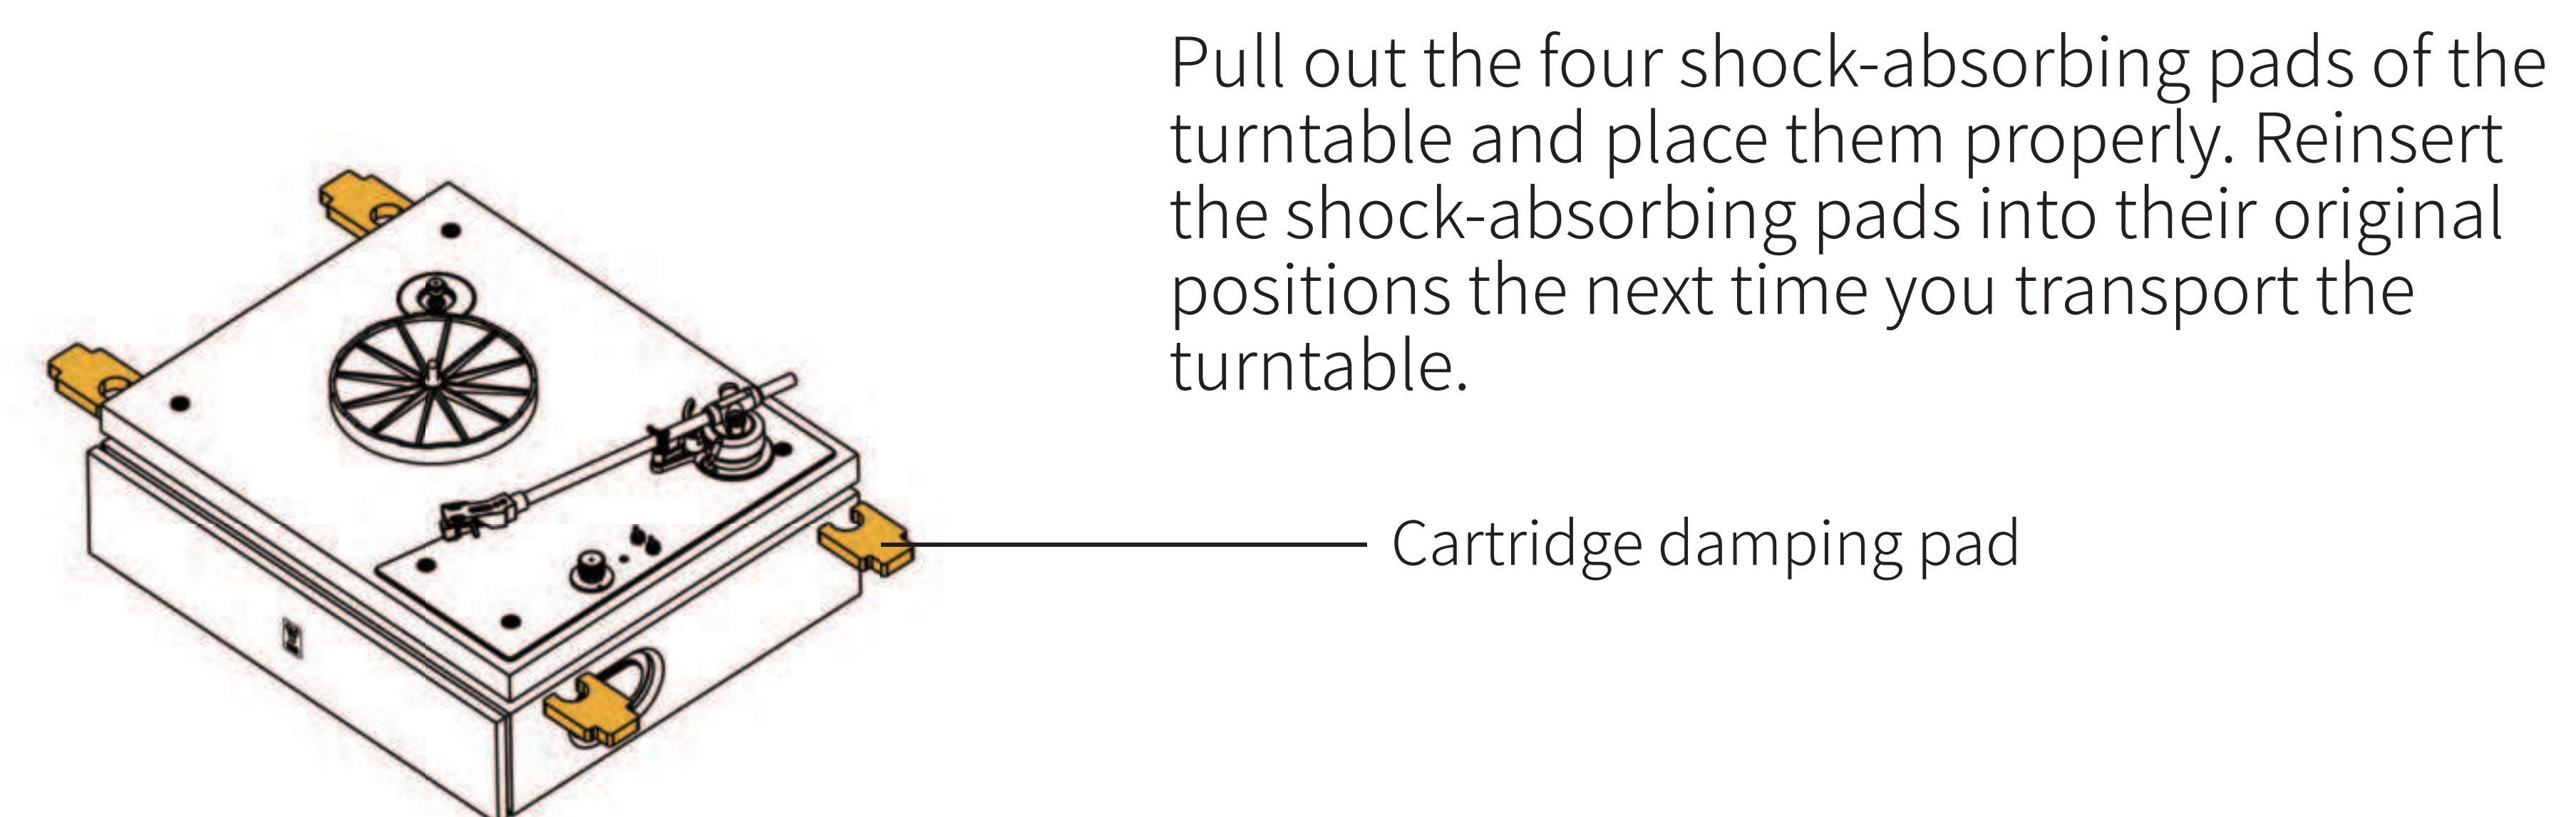 Pull out the four shock-absorbing pads of the
turntable and place them properly. Reinsert
the shock-absorbing pads into their original
positions the next time you transport the
turntable.
Cartridge damping pad